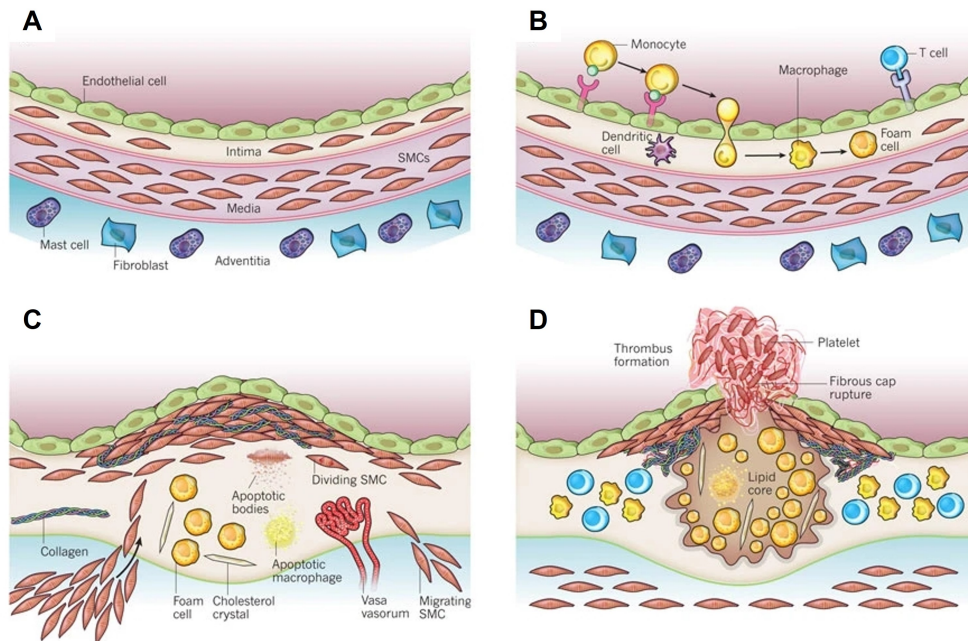 A
Endothelial cell
Intima
SMCs
Media
Mast cell
Fibroblast
Adventitia
B
Monocyte
T cell
Macrophage
Dendritic
cell
Foam
cell
C
Dividing SMC
Apoptotic
bodies
Collagen
Apoptotic
macrophage
Foam
cell
Cholesterol
crystal
Vasa
vasorum
Migrating
SMC
D
Thrombus
formation
Platelet
Fibrous cap
rupture
Lipid
core